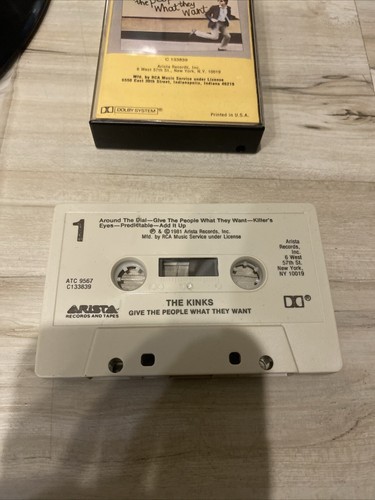 the People
What They Want
© 133839
Arista Records, Inc.
6 West 57th St., New York, N.Y. 10019
Mfd. by RCA Music Service under License
6550 East 30th Street, Indianapolis, Indiana 46219
DOLBY SYSTEM®
Printed in U.S.A.
1
Around The Dial—Give The People What They Want—Killer's
Eyes—Predictable—Add It Up
℗ & ©1981 Arista Records, Inc.
Mfd. by RCA Music Service under License
Arista
Records,
Inc.
6 West
57th St.
New York,
NY 10019
ATC 9567
C133839
ARISTA
RECORDS AND TAPES
THE KINKS
GIVE THE PEOPLE WHAT THEY WANT